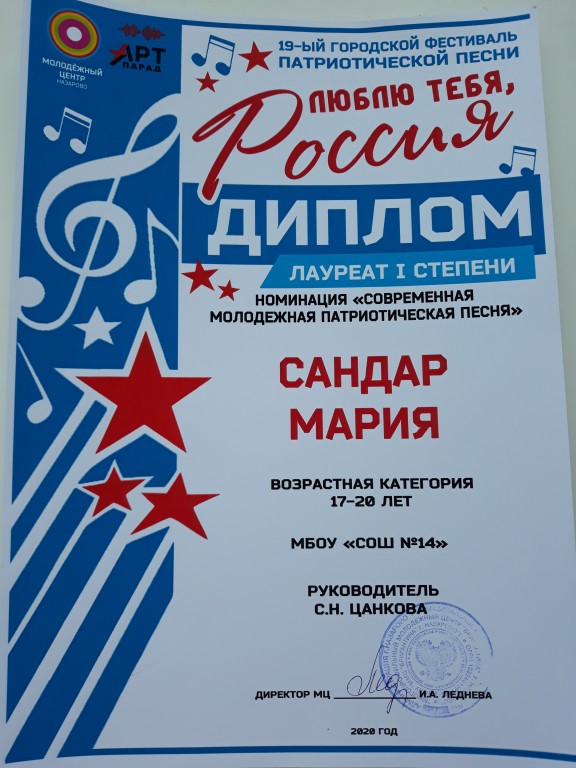 МОЛОДЁЖНЫЙ
ЦЕНТР
НАЗАРОВО
АРТ
ПАРАД
19-ЫЙ ГОРОДСКОЙ ФЕСТИВАЛЬ
ПАТРИОТИЧЕСКОЙ ПЕСНИ
ЛЮБЛЮ ТЕБЯ,
РОССИЯ
ДИПЛОМ
ЛАУРЕАТ I СТЕПЕНИ
НОМИНАЦИЯ «СОВРЕМЕННАЯ
МОЛОДЕЖНАЯ ПАТРИОТИЧЕСКАЯ ПЕСНЯ»
САНДАР
МАРИЯ
ВОЗРАСТНАЯ КАТЕГОРИЯ
17-20 ЛЕТ
МБОУ «СОШ №14»
РУКОВОДИТЕЛЬ
С.Н. ЦАНКОВА
ДИРЕКТОР МЦ И.А. ЛЕДНЕВА
2020 ГОД